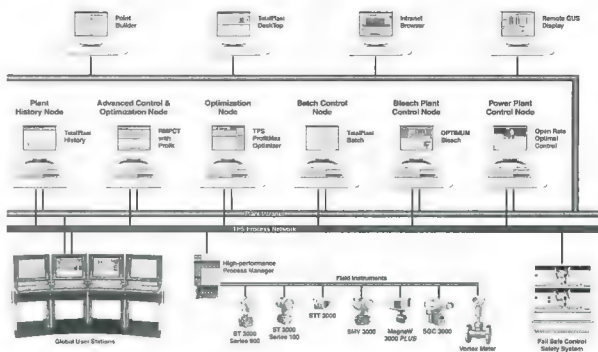 Point
Builder
TotalPlant
DeskTop
Intranet
Browser
Remote GUS
Display
Plant
History Node
Advanced Control &
Optimization Node
Optimization
Node
Batch Control
Node
Bleach Plant
Control Node
Power Plant
Control Node
TotalPlant
History
RMPCT
with
Profit
TPS
ProfitMax
Optimizer
TotalPlant
Batch
OPTIMUM
Bleach
Open Rate
Optimal
Control
Plant Intranet
TPS Process Network
High-performance
Process Manager
Field Instruments
ST 3000
Series 900
ST 3000
Series 100
STT 3000
SMV 3000
MagneW
3000 PLUS
SGC 3000
Vortex Meter
Global User Stations
Fail Safe Control
Safety System